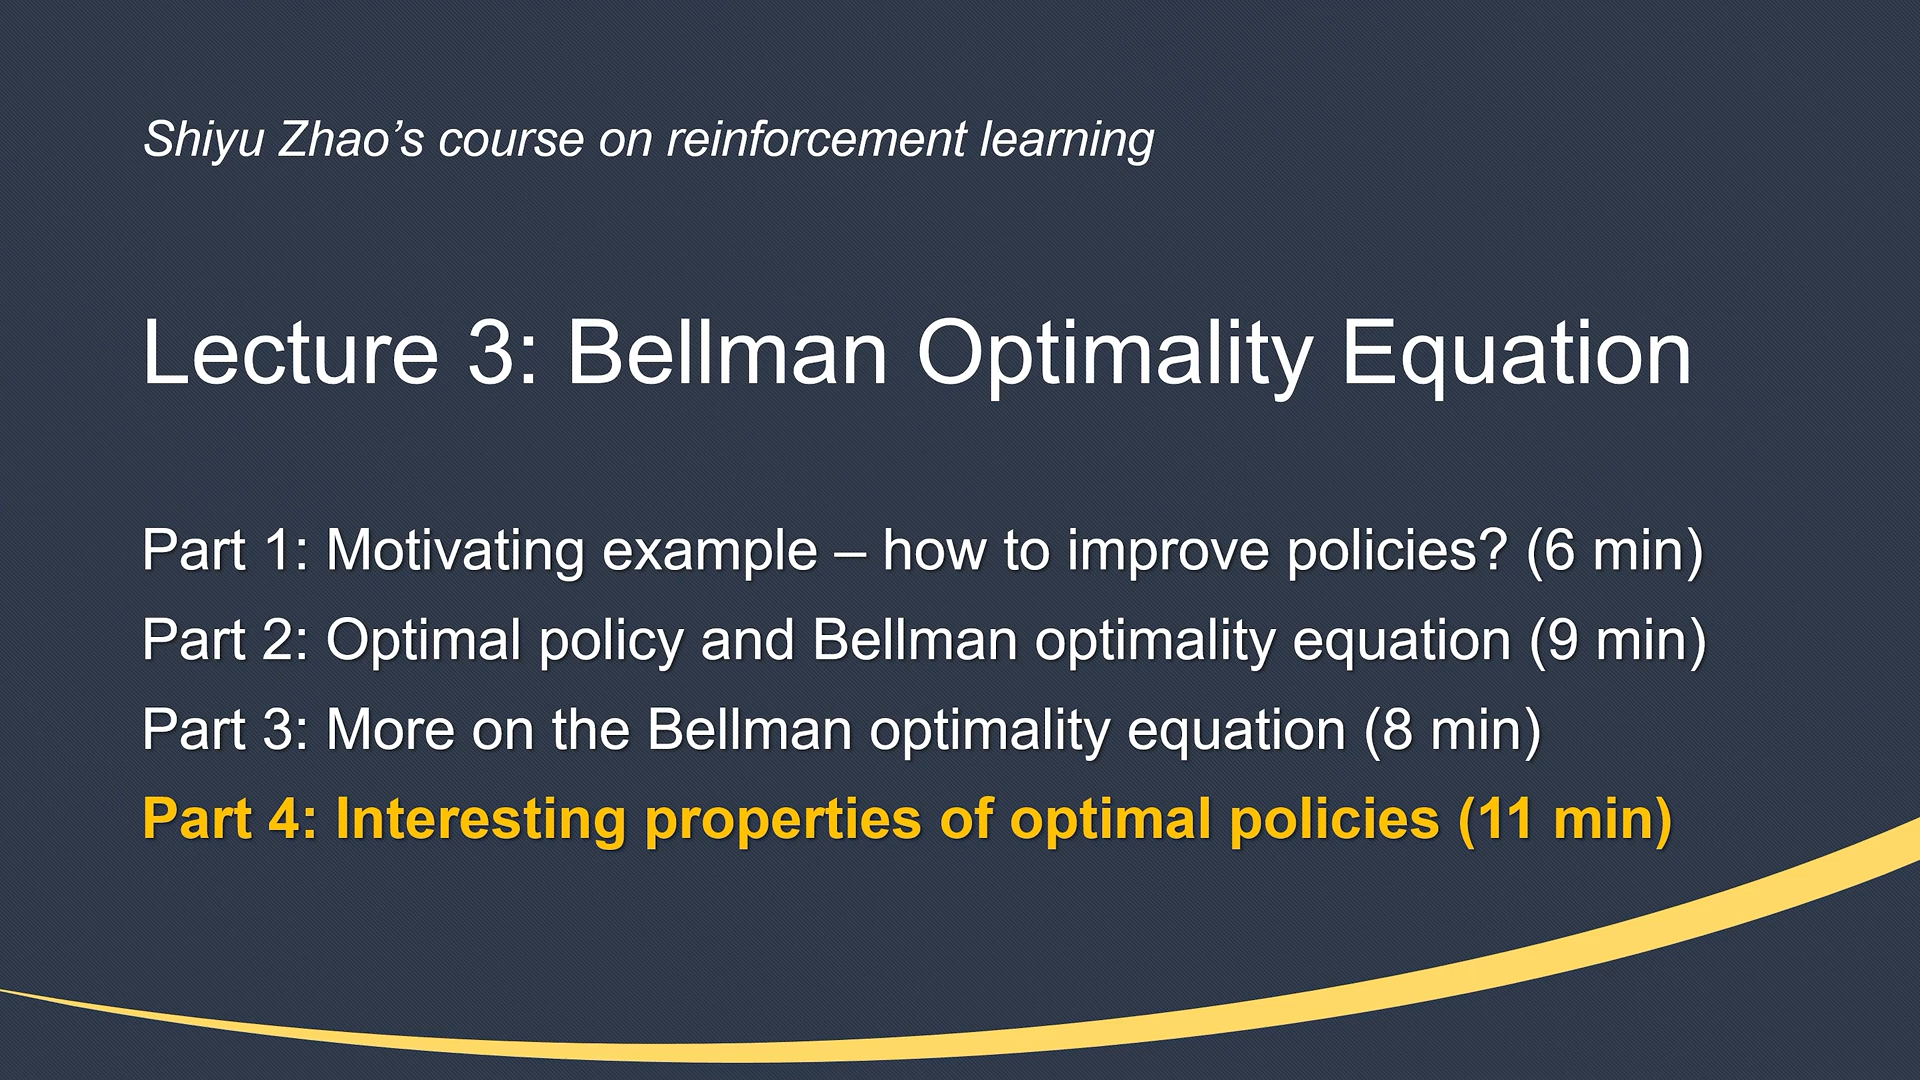 Shiyu Zhao’s course on reinforcement learning
Lecture 3: Bellman Optimality Equation
Part 1: Motivating example – how to improve policies? (6 min)
Part 2: Optimal policy and Bellman optimality equation (9 min)
Part 3: More on the Bellman optimality equation (8 min)
Part 4: Interesting properties of optimal policies (11 min)